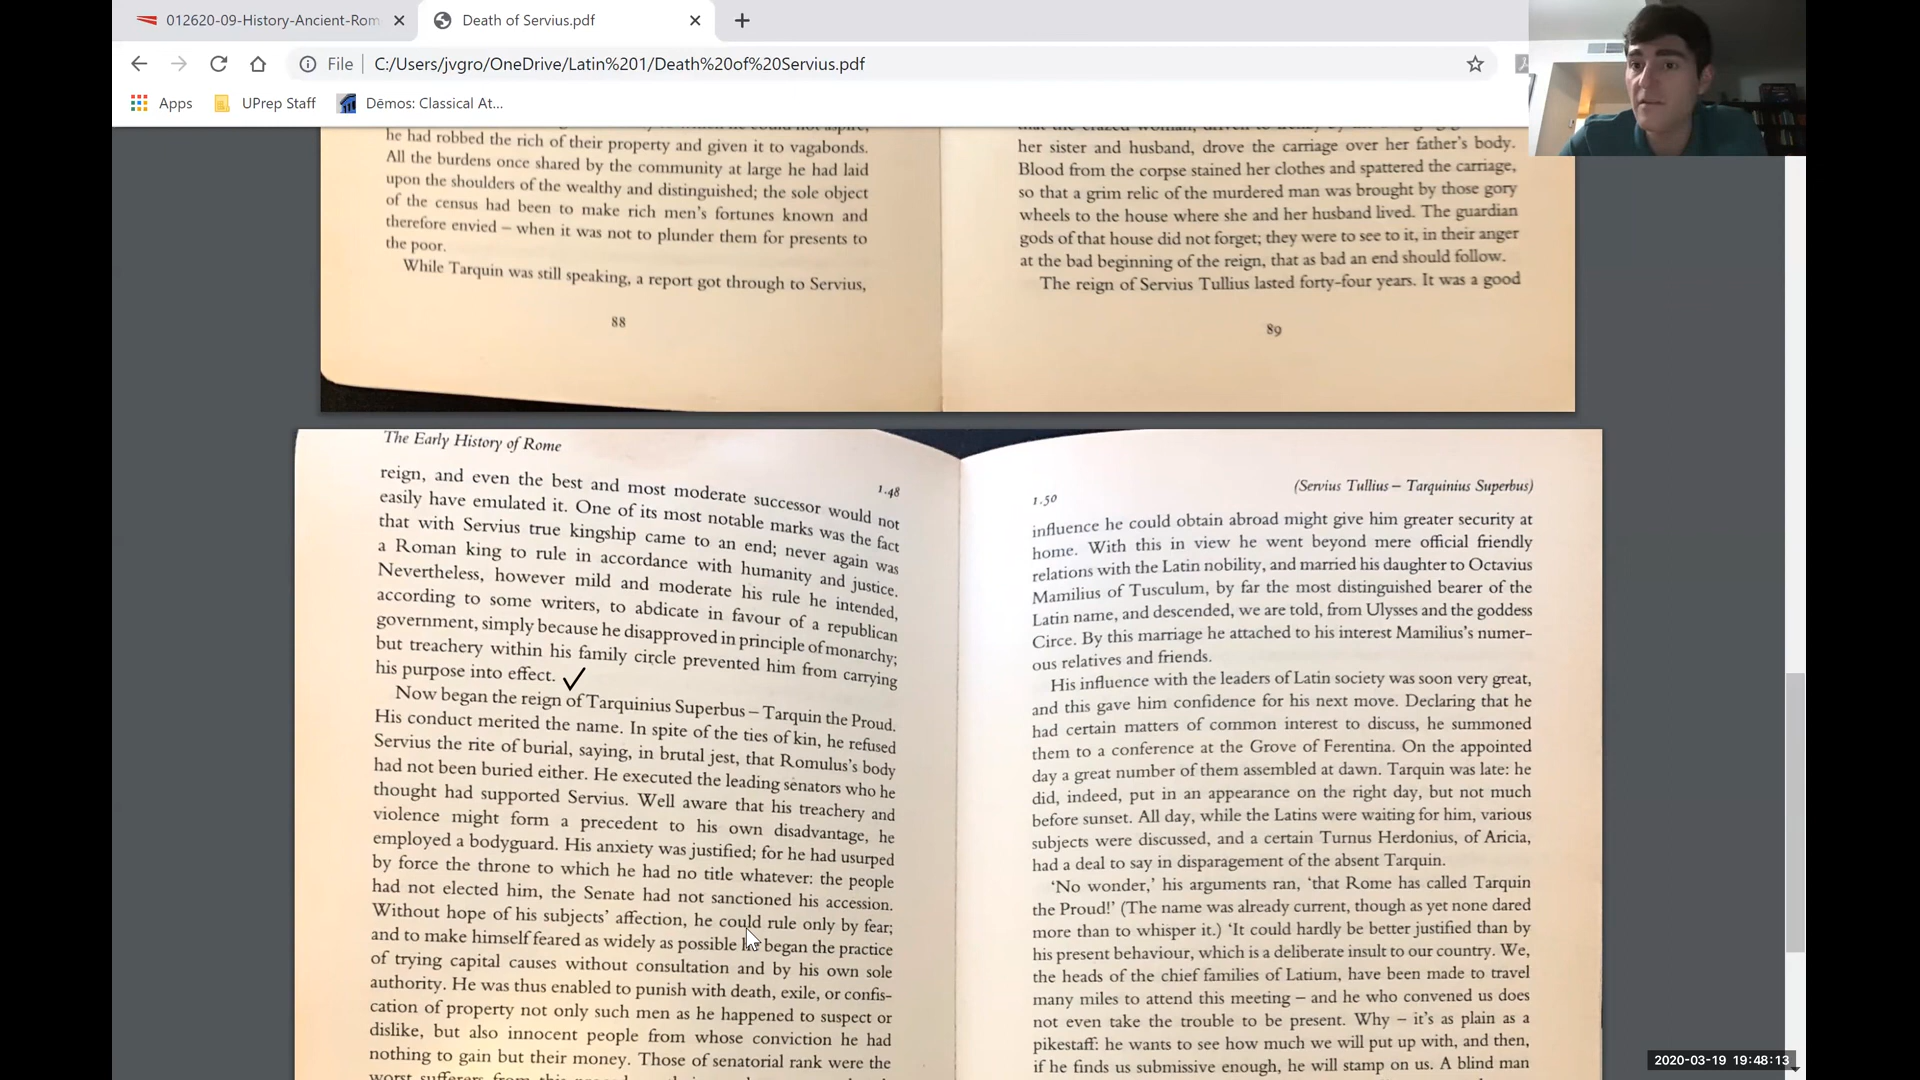 012620-09-History-Ancient-Rom
Death of Servius.pdf
File
C:/Users/jvgro/OneDrive/Latin%201/Death%20of%20Servius.pdf
Apps
UPrep Staff
Dēmos: Classical At...
he had robbed the rich of their property and given it to vagabonds.
All the burdens once shared by the community at large he had laid
upon the shoulders of the wealthy and distinguished; the sole object
of the census had been to make rich men's fortunes known and
therefore envied – when it was not to plunder them for presents to
the poor.
While Tarquin was still speaking, a report got through to Servius,
88
her sister and husband, drove the carriage over her father's body.
Blood from the corpse stained her clothes and spattered the carriage,
so that a grim relic of the murdered man was brought by those gory
wheels to the house where she and her husband lived. The guardian
gods of that house did not forget; they were to see to it, in their anger
at the bad beginning of the reign, that as bad an end should follow.
The reign of Servius Tullius lasted forty-four years. It was a good
89
The Early History of Rome
1.48
reign, and even the best and most moderate successor would not
easily have emulated it. One of its most notable marks was the fact
that with Servius true kingship came to an end; never again was
a Roman king to rule in accordance with humanity and justice.
Nevertheless, however mild and moderate his rule he intended,
according to some writers, to abdicate in favour of a republican
government, simply because he disapproved in principle of monarchy;
but treachery within his family circle prevented him from carrying
his purpose into effect.
Now began the reign of Tarquinius Superbus – Tarquin the Proud.
His conduct merited the name. In spite of the ties of kin, he refused
Servius the rite of burial, saying, in brutal jest, that Romulus's body
had not been buried either. He executed the leading senators who he
thought had supported Servius. Well aware that his treachery and
violence might form a precedent to his own disadvantage, he
employed a bodyguard. His anxiety was justified; for he had usurped
by force the throne to which he had no title whatever: the people
had not elected him, the Senate had not sanctioned his accession.
Without hope of his subjects' affection, he could rule only by fear;
and to make himself feared as widely as possible he began the practice
of trying capital causes without consultation and by his own sole
authority. He was thus enabled to punish with death, exile, or confis-
cation of property not only such men as he happened to suspect or
dislike, but also innocent people from whose conviction he had
nothing to gain but their money. Those of senatorial rank were the
worst sufferers from this
(Servius Tullius – Tarquinius Superbus)
1.50
influence he could obtain abroad might give him greater security at
home. With this in view he went beyond mere official friendly
relations with the Latin nobility, and married his daughter to Octavius
Mamilius of Tusculum, by far the most distinguished bearer of the
Latin name, and descended, we are told, from Ulysses and the goddess
Circe. By this marriage he attached to his interest Mamilius's numer-
ous relatives and friends.
His influence with the leaders of Latin society was soon very great,
and this gave him confidence for his next move. Declaring that he
had certain matters of common interest to discuss, he summoned
them to a conference at the Grove of Ferentina. On the appointed
day a great number of them assembled at dawn. Tarquin was late: he
did, indeed, put in an appearance on the right day, but not much
before sunset. All day, while the Latins were waiting for him, various
subjects were discussed, and a certain Turnus Herdonius, of Aricia,
had a deal to say in disparagement of the absent Tarquin.
'No wonder,' his arguments ran, 'that Rome has called Tarquin
the Proud!' (The name was already current, though as yet none dared
more than to whisper it.) 'It could hardly be better justified than by
his present behaviour, which is a deliberate insult to our country. We,
the heads of the chief families of Latium, have been made to travel
many miles to attend this meeting – and he who convened us does
not even take the trouble to be present. Why – it's as plain as a
pikestaff: he wants to see how much we will put up with, and then,
if he finds us submissive enough, he will stamp on us. A blind man
2020-03-19 19:48:13